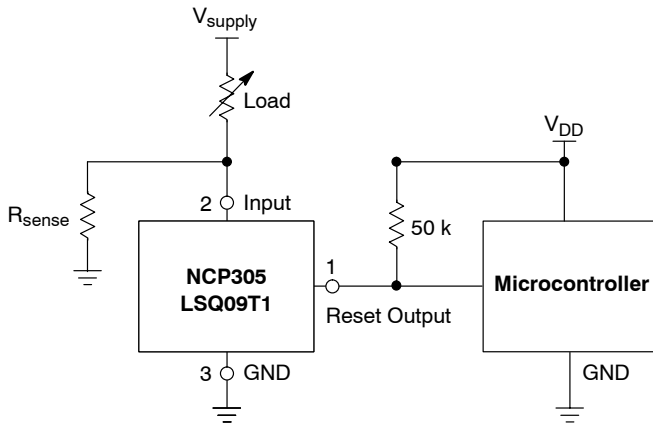 Vsupply
Load
VDD
Rsense
2 Input
50 k
NCP305
LSQ09T1
1
Microcontroller
Reset Output
3 GND
GND